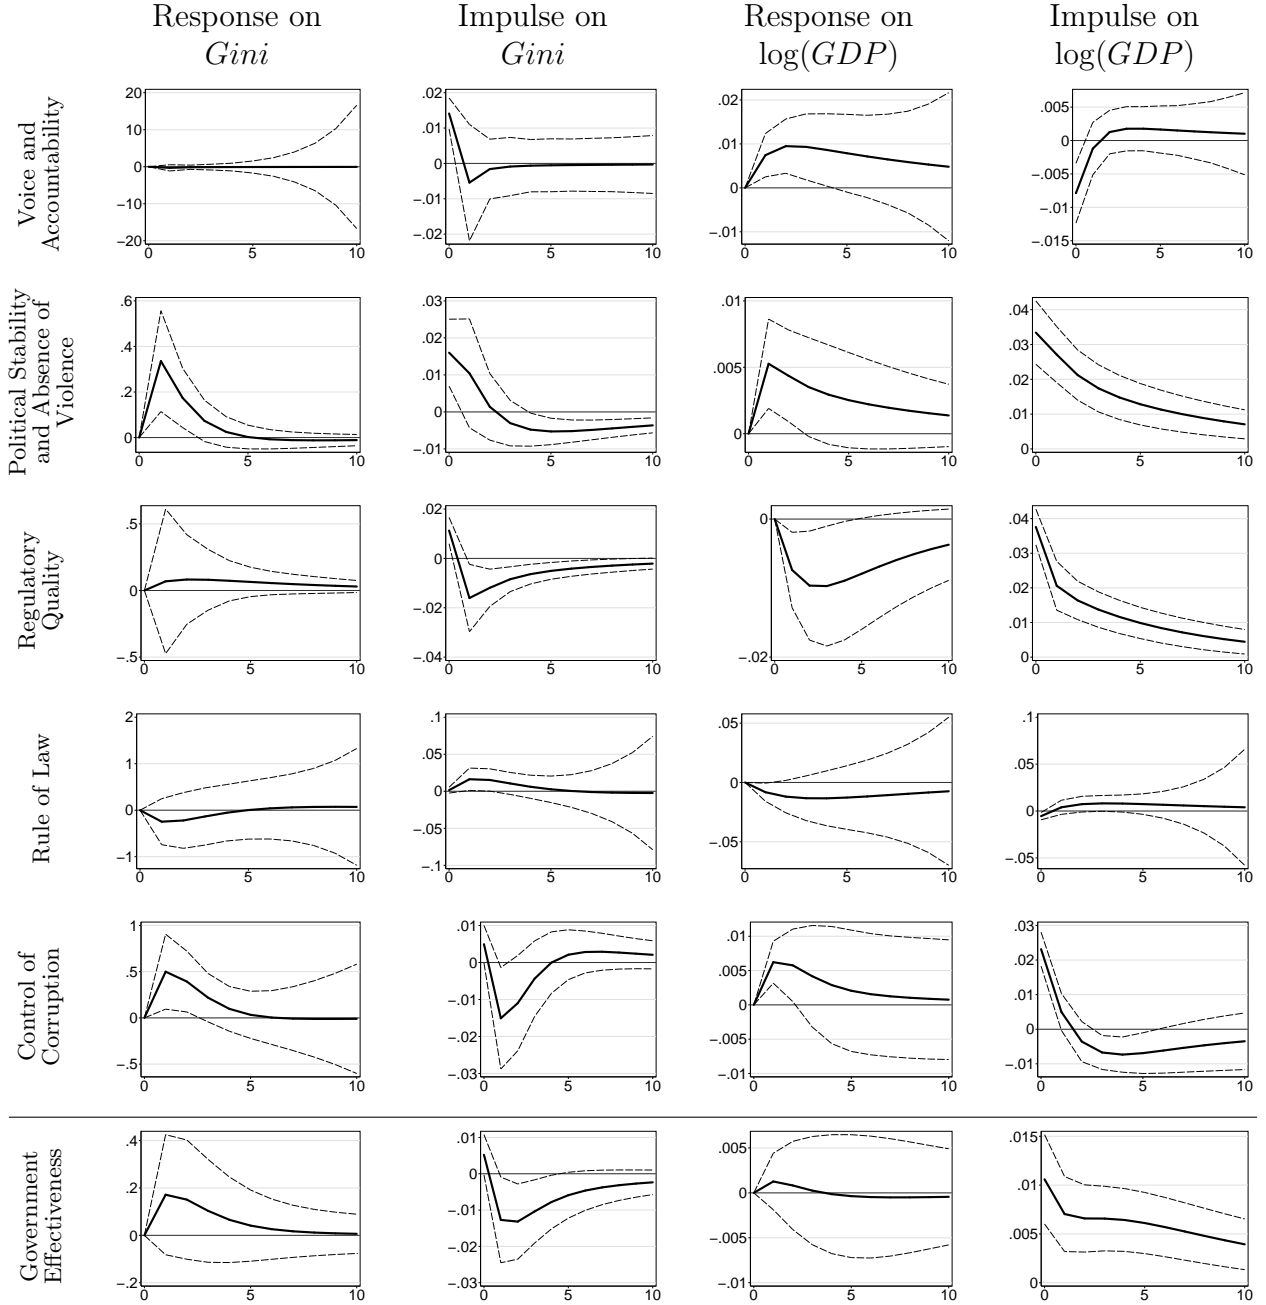 Response on Impulse on Response on Impulse on
Gini Gini log(GDP) log(GDP)
Voice and
Accountability
20
10
0
−10
−20
0 5 10
.02
.01
0
−.01
−.02
0 5 10
.02
.01
0
−.01
0 5 10
.005
0
−.005
−.01
−.015
0 5 10
Political Stability
and Absence of
Violence
.6
.4
.2
0
0 5 10
.03
.02
.01
0
−.01
0 5 10
.01
.005
0
0 5 10
.04
.03
.02
.01
0
0 5 10
Regulatory
Quality
.5
0
−.5
0 5 10
.02
0
−.02
−.04
0 5 10
0
−.02
0 5 10
.04
.03
.02
.01
0
0 5 10
Rule of Law
2
1
0
−1
0 5 10
.1
.05
0
−.05
−.1
0 5 10
.05
0
−.05
0 5 10
.1
.05
0
−.05
0 5 10
Control of
Corruption
1
.5
0
−.5
0 5 10
.01
0
−.01
−.02
−.03
0 5 10
.01
.005
0
−.005
−.01
0 5 10
.03
.02
.01
0
−.01
0 5 10
Government
Effectiveness
.4
.2
0
−.2
0 5 10
.01
0
−.01
−.02
−.03
0 5 10
.005
0
−.005
−.01
0 5 10
.015
.01
.005
0
0 5 10